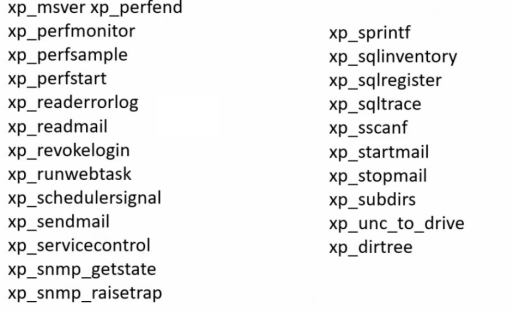 xp_msver xp_perfend
xp_perfmonitor
xp_perfsample
xp_perfstart
xp_readerrorlog
xp_readmail
xp_revokelogin
xp_runwebtask
xp_schedulersignal
xp_sendmail
xp_servicecontrol
xp_snmp_getstate
xp_snmp_raisetrap
xp_sprintf
xp_sqlinventory
xp_sqlregister
xp_sqltrace
xp_sscanf
xp_startmail
xp_stopmail
xp_subdirs
xp_unc_to_drive
xp_dirtree